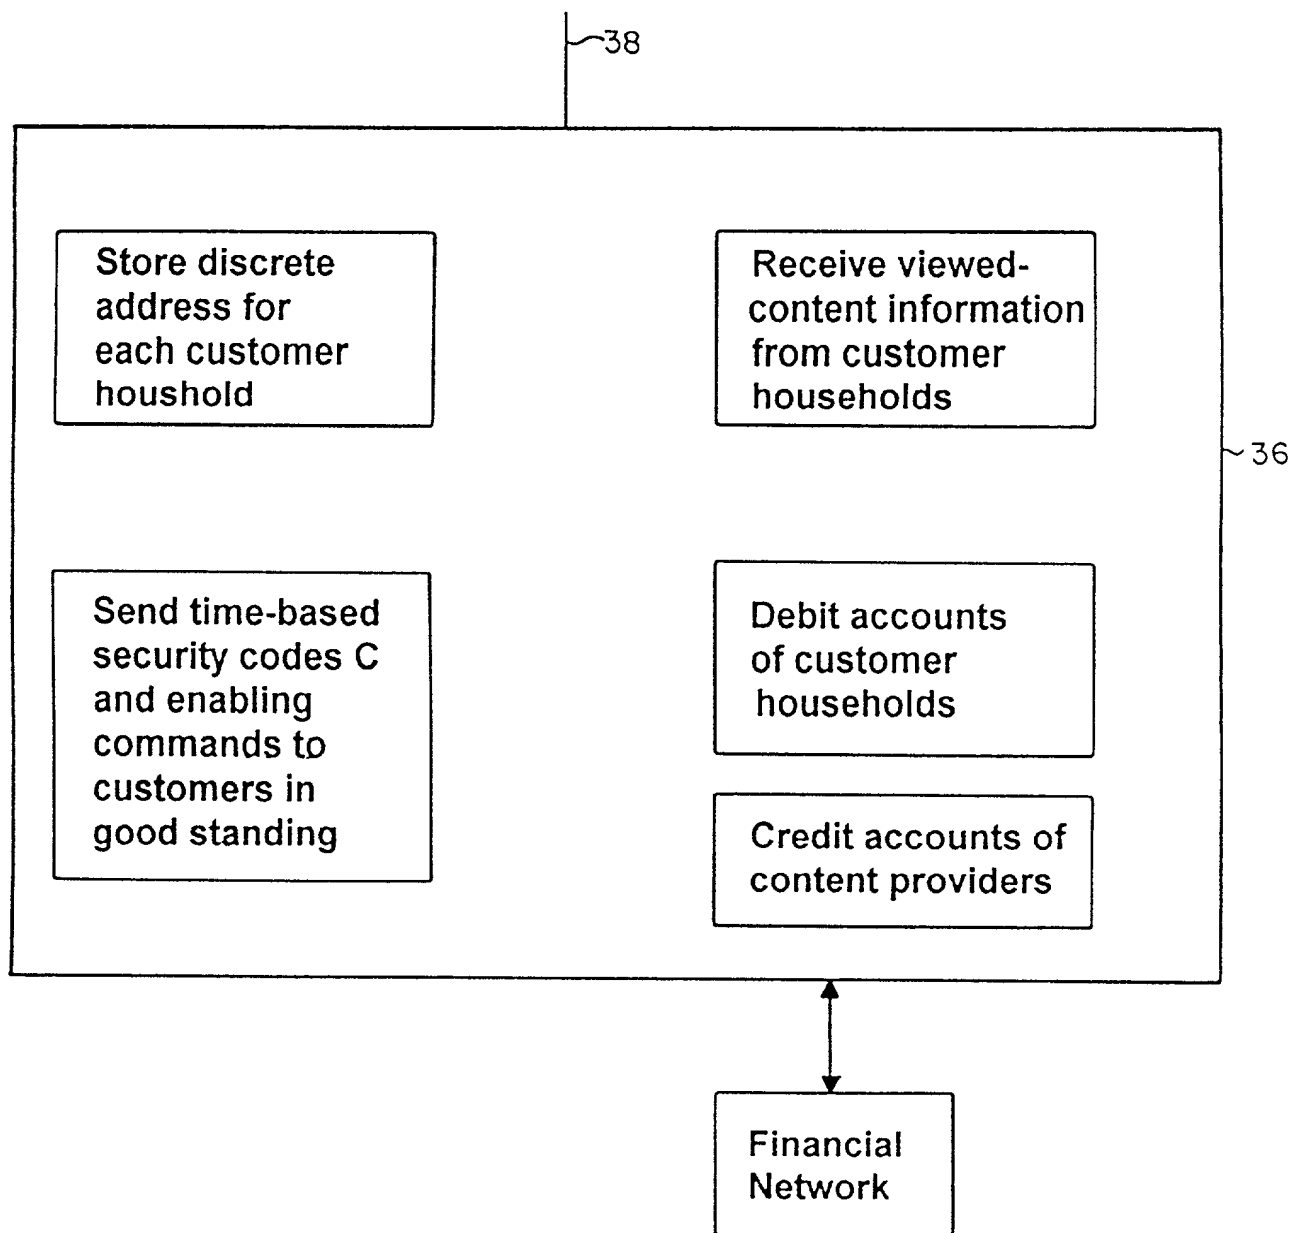 38
Store discrete
address for
each customer
houshold
Receive viewed-
content information
from customer
households
36
Send time-based
security codes C
and enabling
commands to
customers in
good standing
Debit accounts
of customer
households
Credit accounts of
content providers
Financial
Network